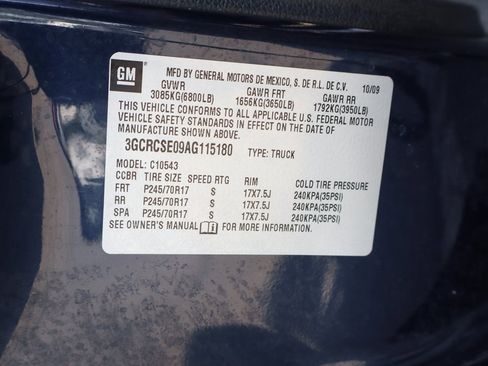 GM
MFD BY GENERAL MOTORS DE MEXICO, S. DE R.L. DE C.V. 10/09
GVWR GAWR FRT GAWR RR
3085KG(6800LB) 1656KG(3650LB) 1792KG(3950LB)
THIS VEHICLE CONFORMS TO ALL APPLICABLE U.S. FEDERAL MOTOR
VEHICLE SAFETY STANDARDS IN EFFECT ON THE DATE OF
MANUFACTURE SHOWN ABOVE.
3GCRCSE09AG115180 TYPE: TRUCK
MODEL: C10543
CCBR TIRE SIZE SPEED RTG RIM COLD TIRE PRESSURE
FRT P245/70R17 S 17X7.5J 240KPA(35PSI)
RR P245/70R17 S 17X7.5J 240KPA(35PSI)
SPA P245/70R17 S 17X7.5J 240KPA(35PSI)
SEE OWNER'S MANUAL FOR MORE INFORMATION.